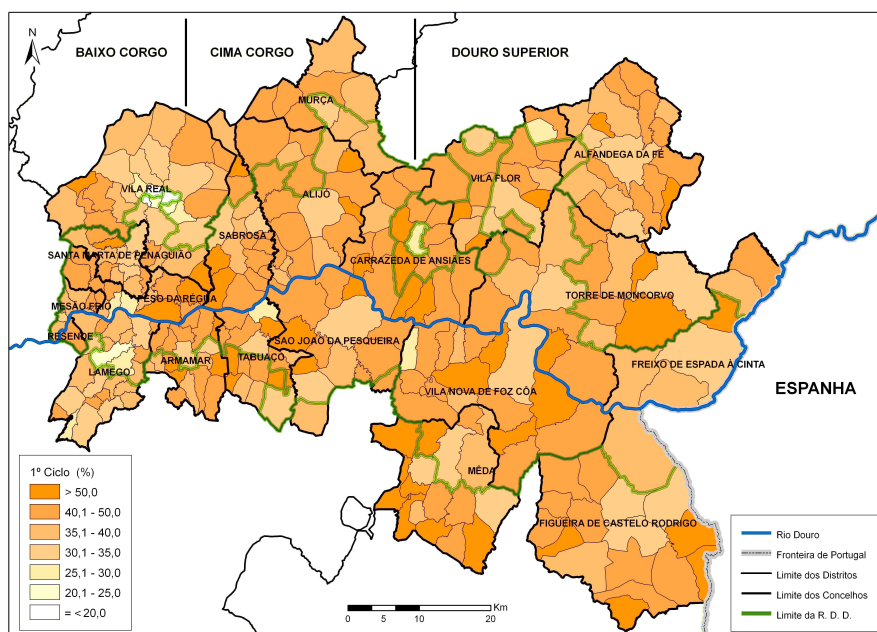 N
BAIXO CORGO
CIMA CORGO
DOURO SUPERIOR
MURÇA
ALFANDEGA DA FÉ
VILA FLOR
VILA REAL
ALIJÓ
SABROSA
SANTA MARTA DE PENAGUIÃO
CARRAZEDA DE ANSIÃES
TORRE DE MONCORVO
MESÃO FRIO
PESO DA RÉGUA
RESENDE
SAO JOÃO DA PESQUEIRA
ARMAMAR
TABUAÇO
LAMEGO
FREIXO DE ESPADA À CINTA
VILA NOVA DE FOZ CÔA
ESPANHA
MÊDA
FIGUEIRA DE CASTELO RODRIGO
1º Ciclo (%)
> 50,0
40,1 - 50,0
35,1 - 40,0
30,1 - 35,0
25,1 - 30,0
20,1 - 25,0
= < 20,0
Km
0 5 10 20
Rio Douro
Fronteira de Portugal
Limite dos Distritos
Limite dos Concelhos
Limite da R. D. D.